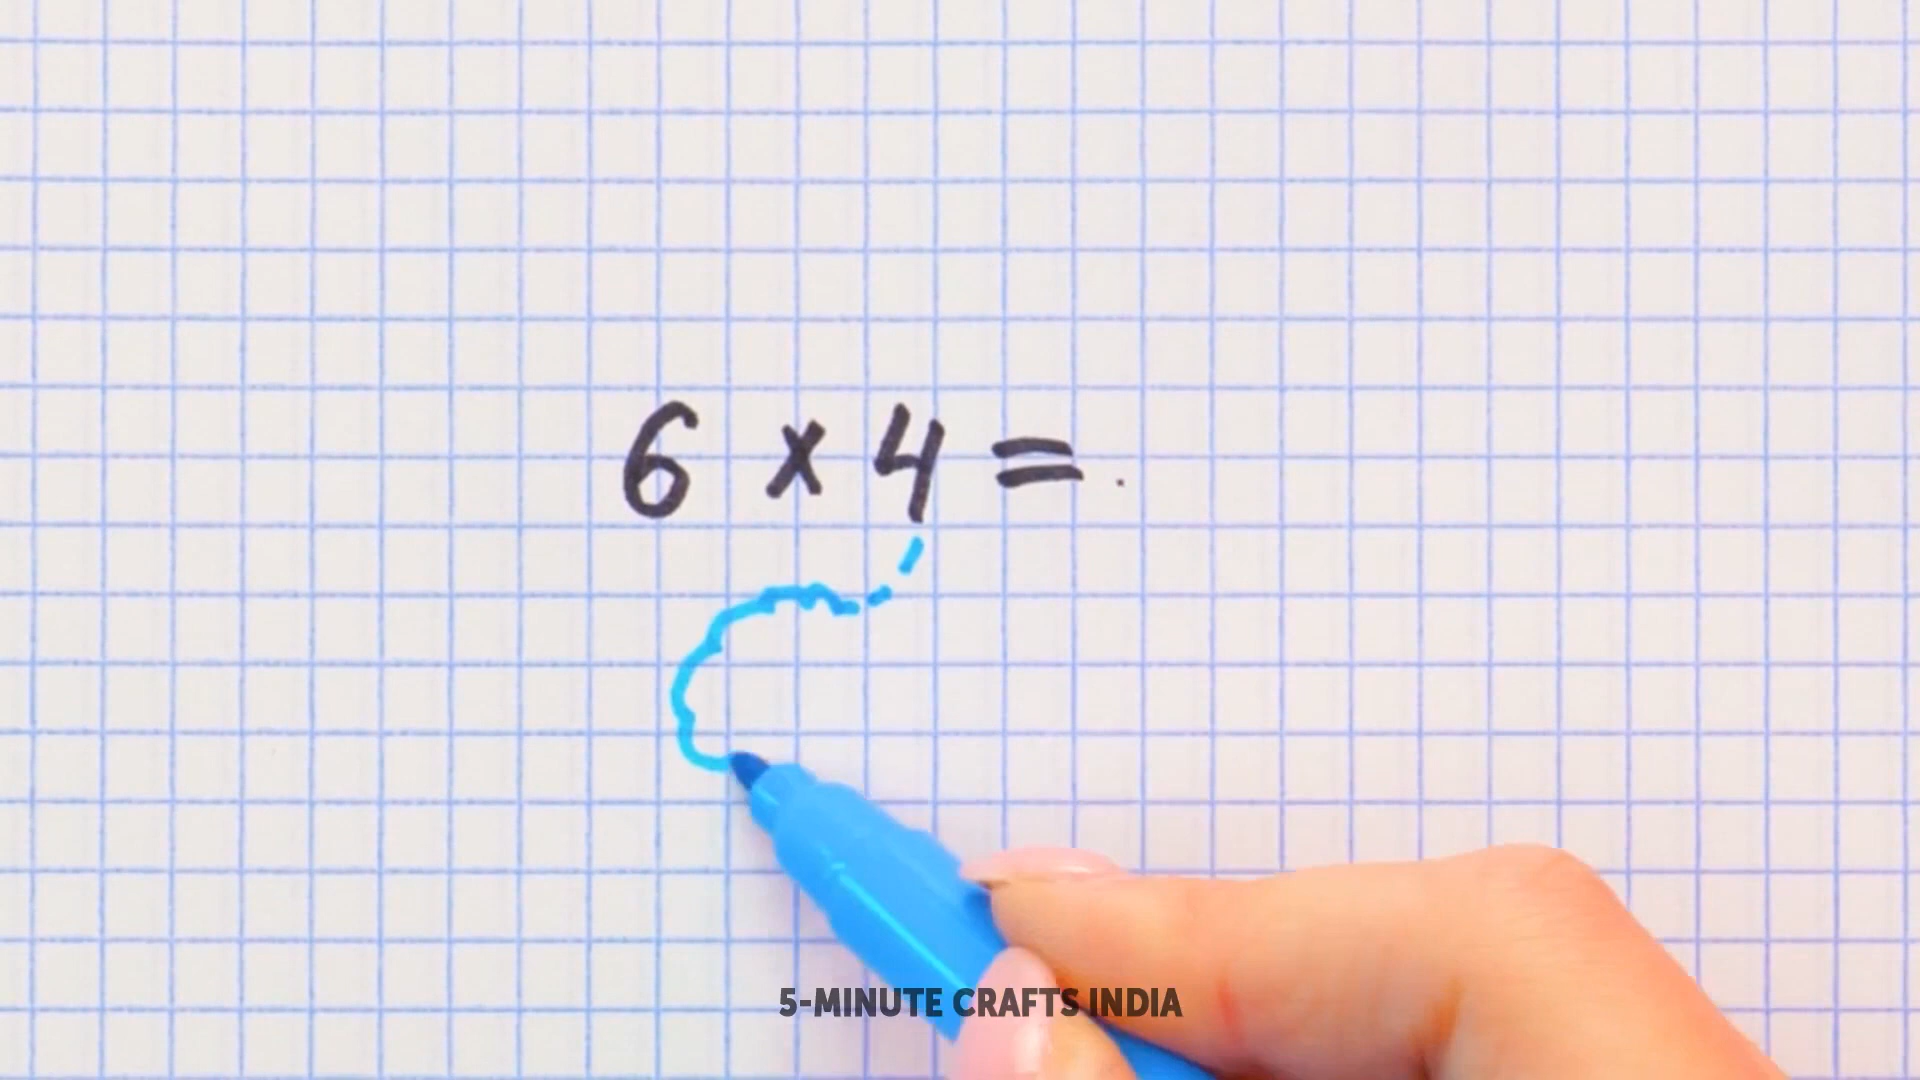 6 × 4 = .
5-MINUTE CRAFTS INDIA